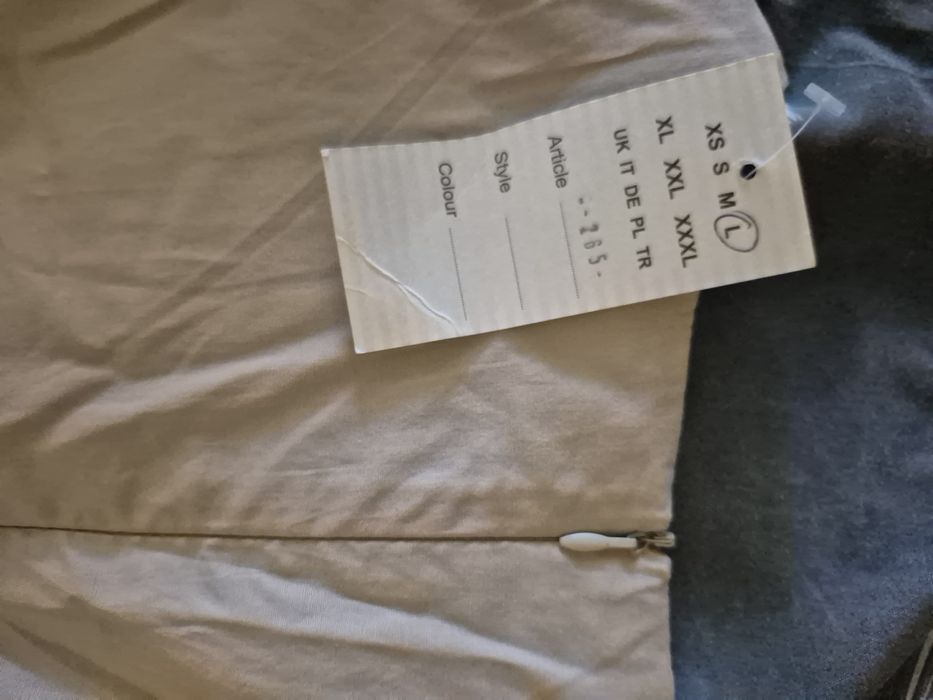 XS S M L
XL XXL XXXL
UK IT DE PL TR
Article --265-
Style
Colour